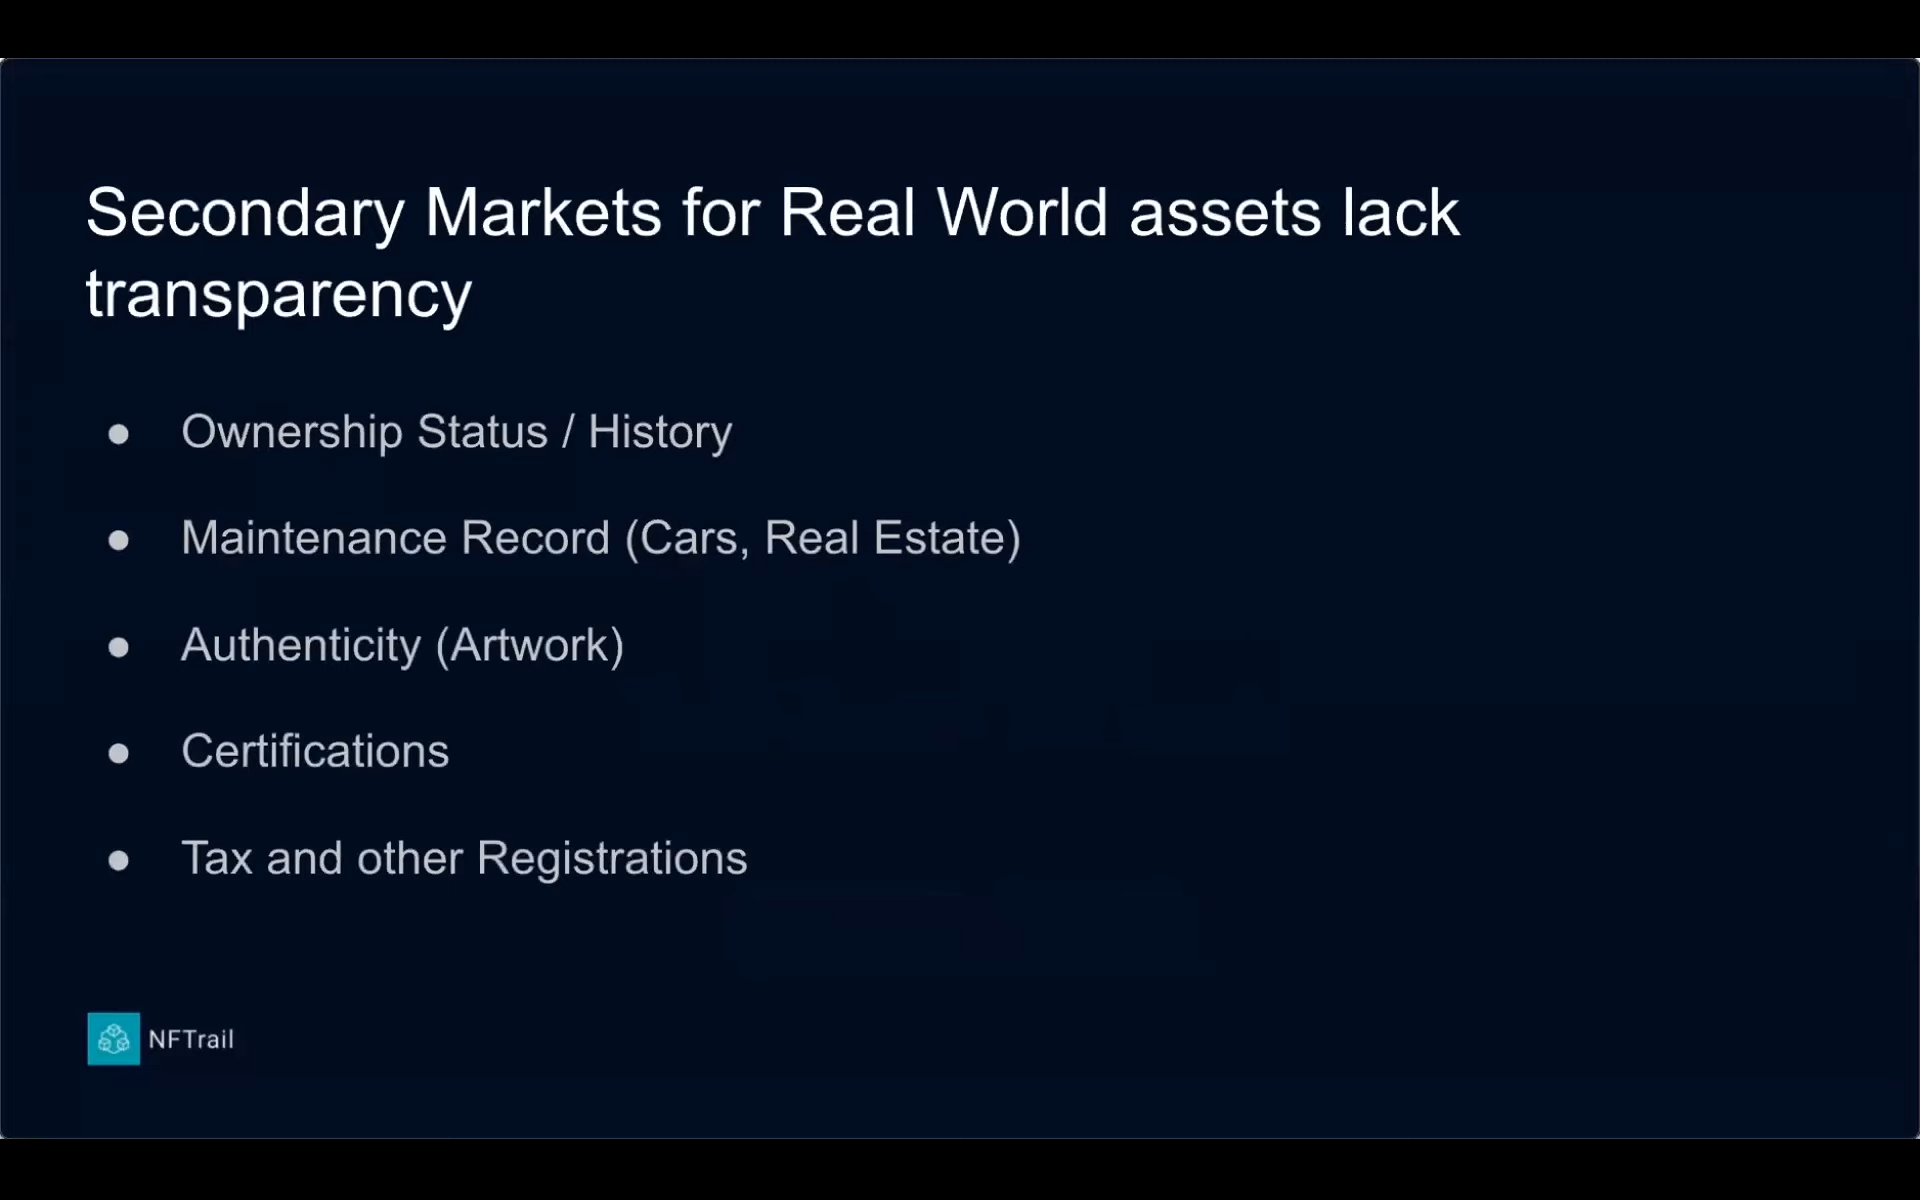 Secondary Markets for Real World assets lack
transparency
● Ownership Status / History
● Maintenance Record (Cars, Real Estate)
● Authenticity (Artwork)
● Certifications
● Tax and other Registrations
NFTrail